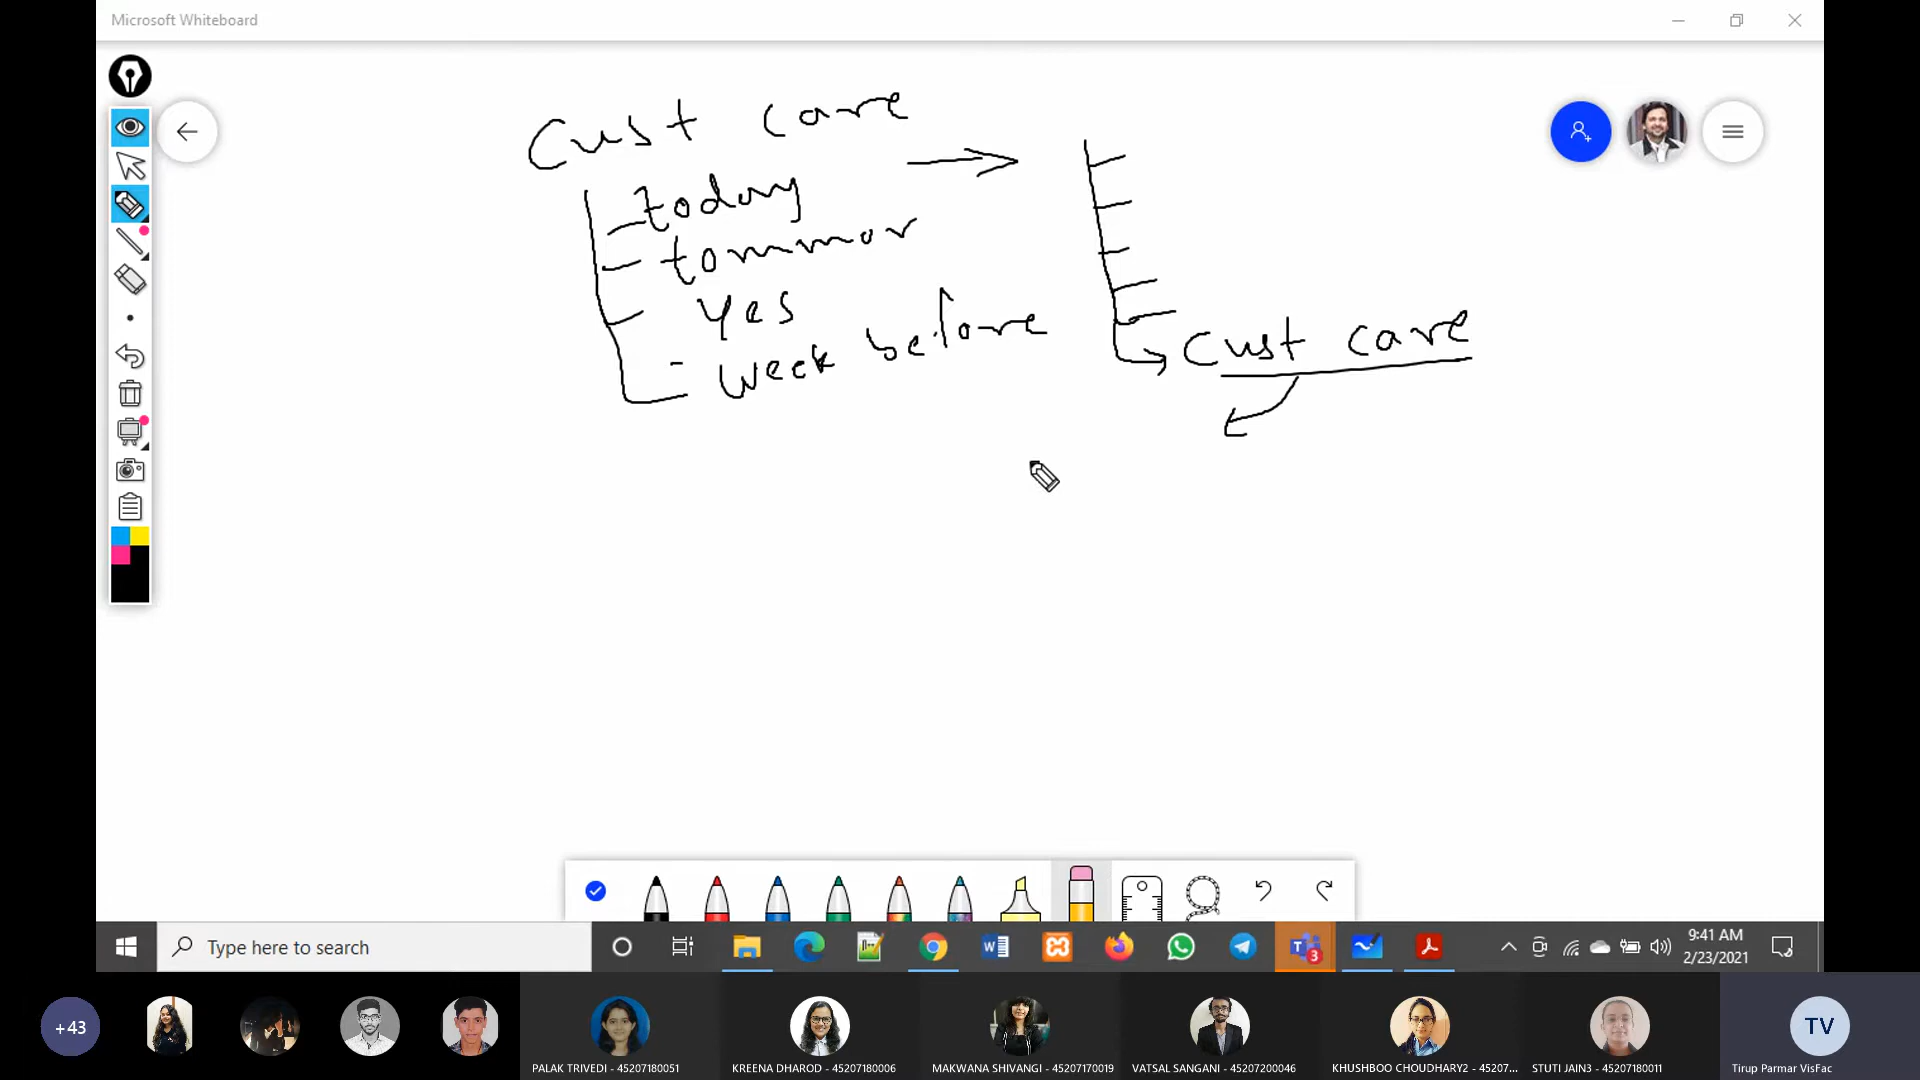 Microsoft Whiteboard
Cust care
today
tommor
Yes
- week before
Cust care
Type here to search
3
9:41 AM
2/23/2021
+43
PALAK TRIVEDI - 45207180051
KREENA DHAROD - 45207180006
MAKWANA SHIVANGI - 45207170019
VATSAL SANGANI - 45207200046
KHUSHBOO CHOUDHARY2 - 45207...
STUTI JAIN3 - 45207180011
TV
Tirup Parmar VisFac